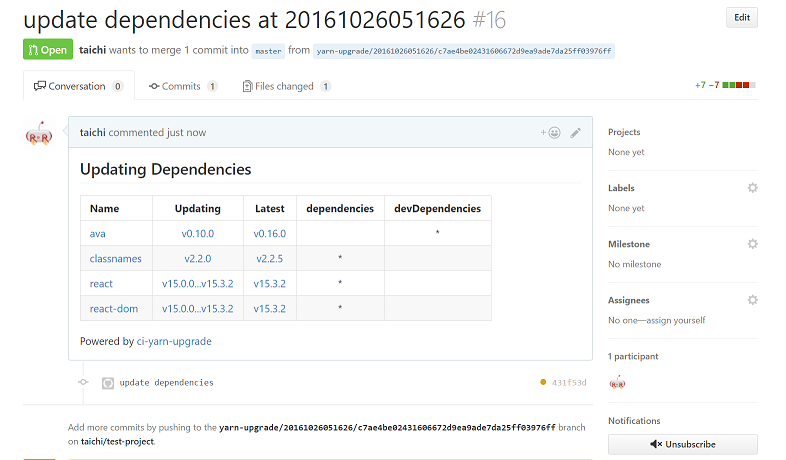 update dependencies at 20161026051626 #16
Edit
Open taichi wants to merge 1 commit into master from yarn-upgrade/20161026051626/c7ae4be02431606672d9ea9ade7da25ff03976ff
Conversation 0 Commits 1 Files changed 1 +7 −7
taichi commented just now
Updating Dependencies
Name Updating Latest dependencies devDependencies
ava v0.10.0 v0.16.0 *
classnames v2.2.0 v2.2.5 *
react v15.0.0...v15.3.2 v15.3.2 *
react-dom v15.0.0...v15.3.2 v15.3.2 *
Powered by ci-yarn-upgrade
update dependencies 431f53d
Add more commits by pushing to the yarn-upgrade/20161026051626/c7ae4be02431606672d9ea9ade7da25ff03976ff branch
on taichi/test-project.
Projects
None yet
Labels
None yet
Milestone
No milestone
Assignees
No one—assign yourself
1 participant
Notifications
Unsubscribe